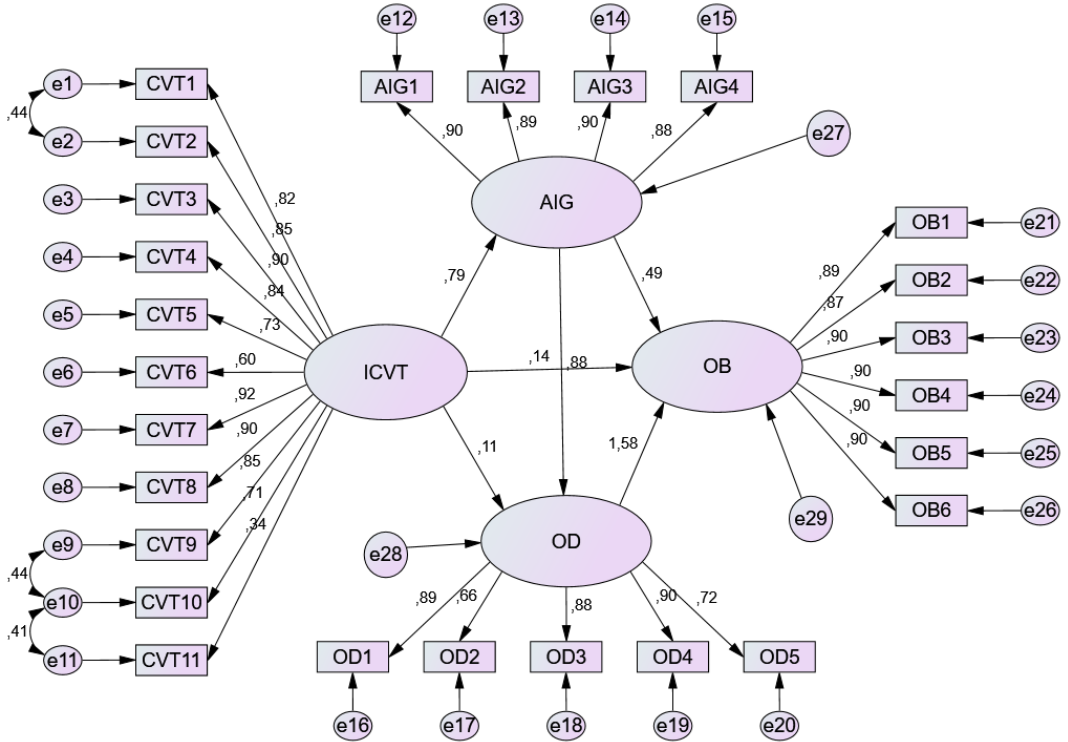 e12 e13 e14 e15
AIG1 AIG2 AIG3 AIG4
e1 CVT1
,44
e2 CVT2
e3 CVT3
e4 CVT4
e5 CVT5
e6 CVT6
e7 CVT7
e8 CVT8
e9 CVT9
,44
e10 CVT10
,41
e11 CVT11
,82
,85
,90
,84
,73
,60
,92
,90
,85
,71
,34
,90 ,89 ,90 ,88
e27
AIG
ICVT
,79
,49
,14
,88
,11
1,58
OB
,89
,87
,90
,90
,90
,90
OB1 e21
OB2 e22
OB3 e23
OB4 e24
OB5 e25
OB6 e26
e29
e28
OD
,89 ,66 ,88 ,90 ,72
OD1 OD2 OD3 OD4 OD5
e16 e17 e18 e19 e20